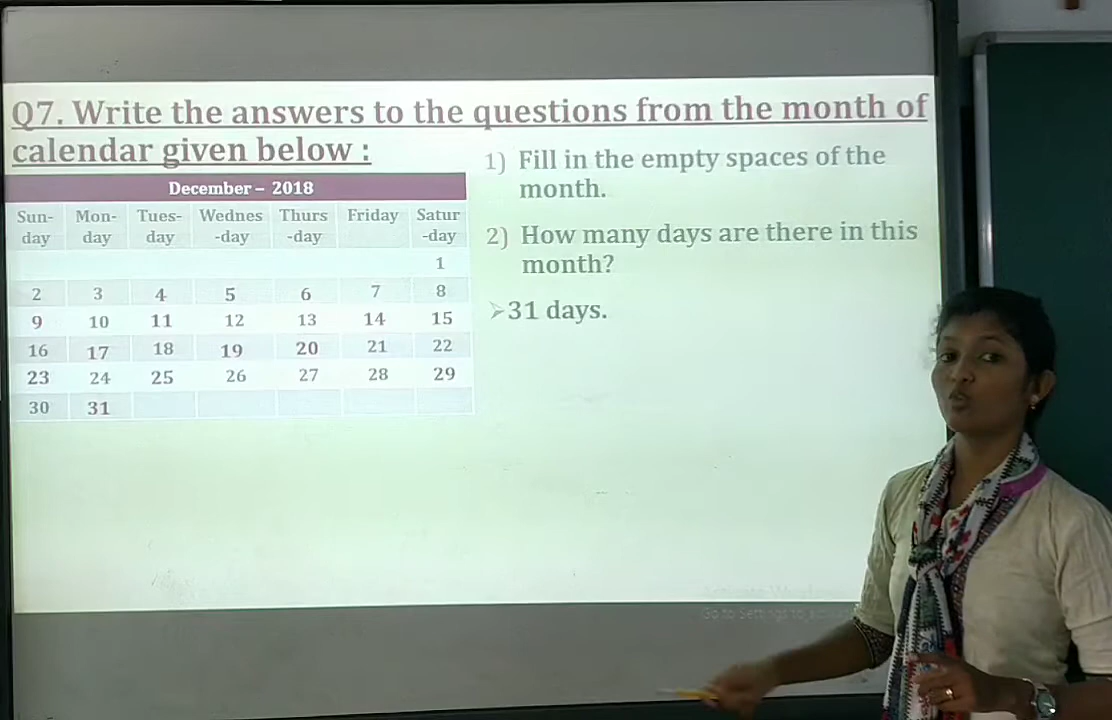 Q7. Write the answers to the questions from the month of
calendar given below :
December – 2018
Sun-day Mon-day Tues-day Wednes-day Thurs-day Friday Satur-day
1
2 3 4 5 6 7 8
9 10 11 12 13 14 15
16 17 18 19 20 21 22
23 24 25 26 27 28 29
30 31
1) Fill in the empty spaces of the
month.
2) How many days are there in this
month?
➢31 days.
Go to Settings to